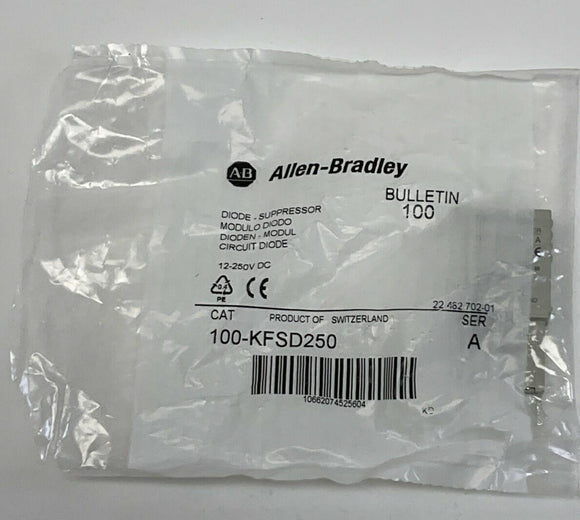 AB Allen-Bradley
BULLETIN
100
DIODE - SUPPRESSOR
MODULO DIODO
DIODEN - MODUL
CIRCUIT DIODE
12-250V DC
PE
CE
22.462.702-01
CAT
PRODUCT OF SWITZERLAND
SER
100-KFSD250
A
10662074525604